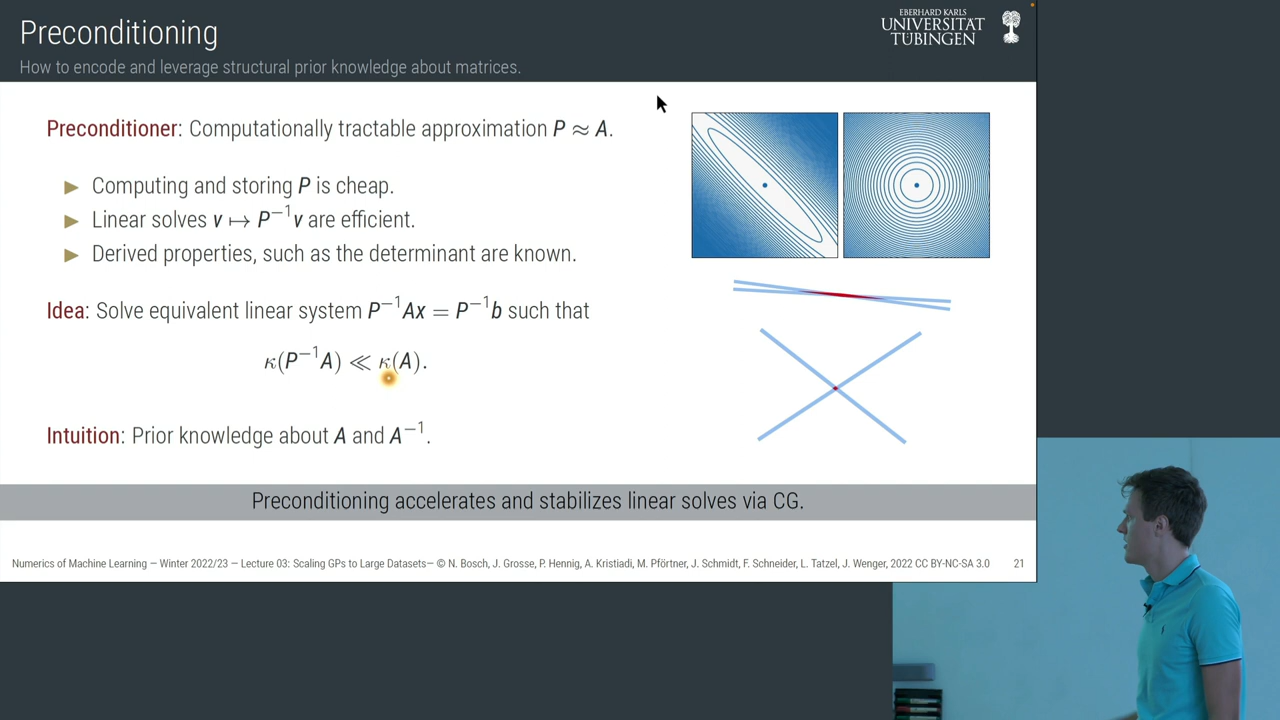 Preconditioning
How to encode and leverage structural prior knowledge about matrices.
EBERHARD KARLS
UNIVERSITÄT
TÜBINGEN
Preconditioner: Computationally tractable approximation P ≈ A.
▶ Computing and storing P is cheap.
▶ Linear solves v ↦ P⁻¹v are efficient.
▶ Derived properties, such as the determinant are known.
Idea: Solve equivalent linear system P⁻¹Ax = P⁻¹b such that
κ(P⁻¹A) ≪ κ(A).
Intuition: Prior knowledge about A and A⁻¹.
Preconditioning accelerates and stabilizes linear solves via CG.
Numerics of Machine Learning — Winter 2022/23 — Lecture 03: Scaling GPs to Large Datasets— © N. Bosch, J. Grosse, P. Hennig, A. Kristiadi, M. Pförtner, J. Schmidt, F. Schneider, L. Tatzel, J. Wenger, 2022 CC BY-NC-SA 3.0 21